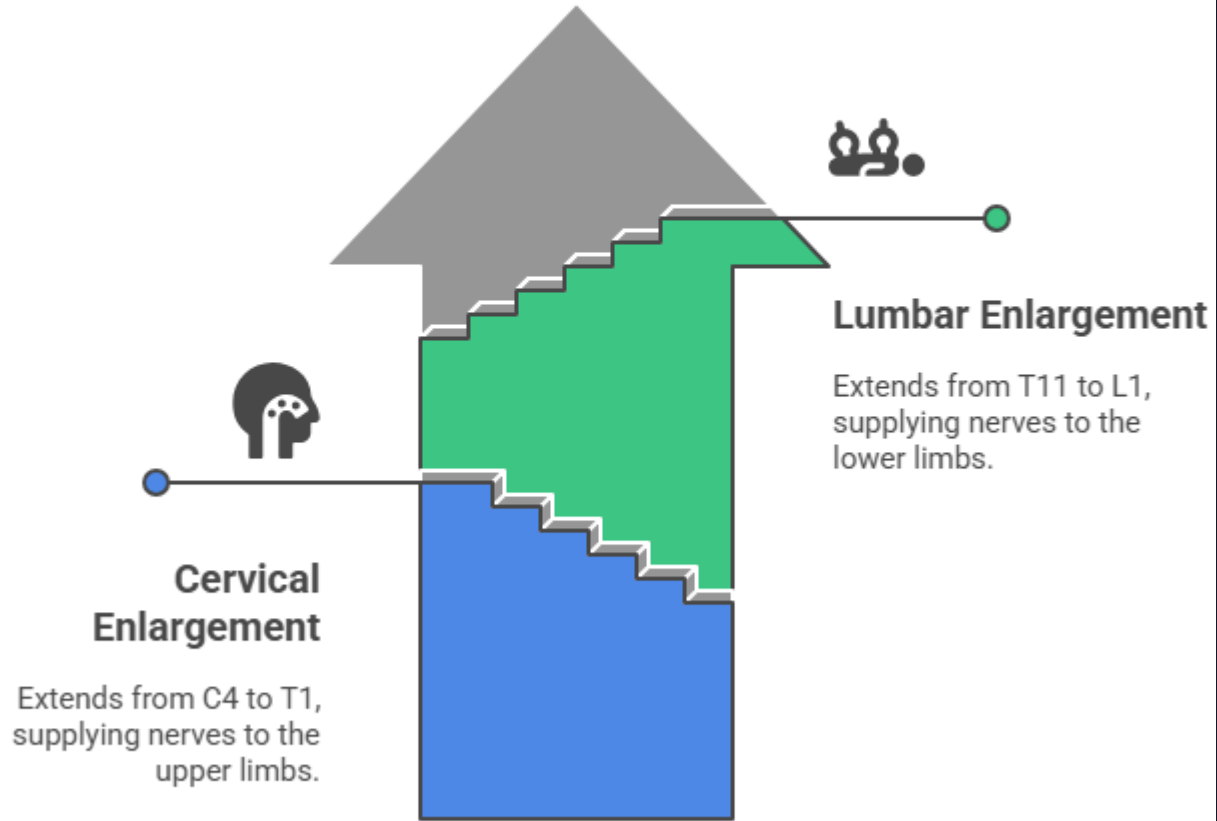 Lumbar Enlargement
Extends from T11 to L1,
supplying nerves to the
lower limbs.
Cervical
Enlargement
Extends from C4 to T1,
supplying nerves to the
upper limbs.